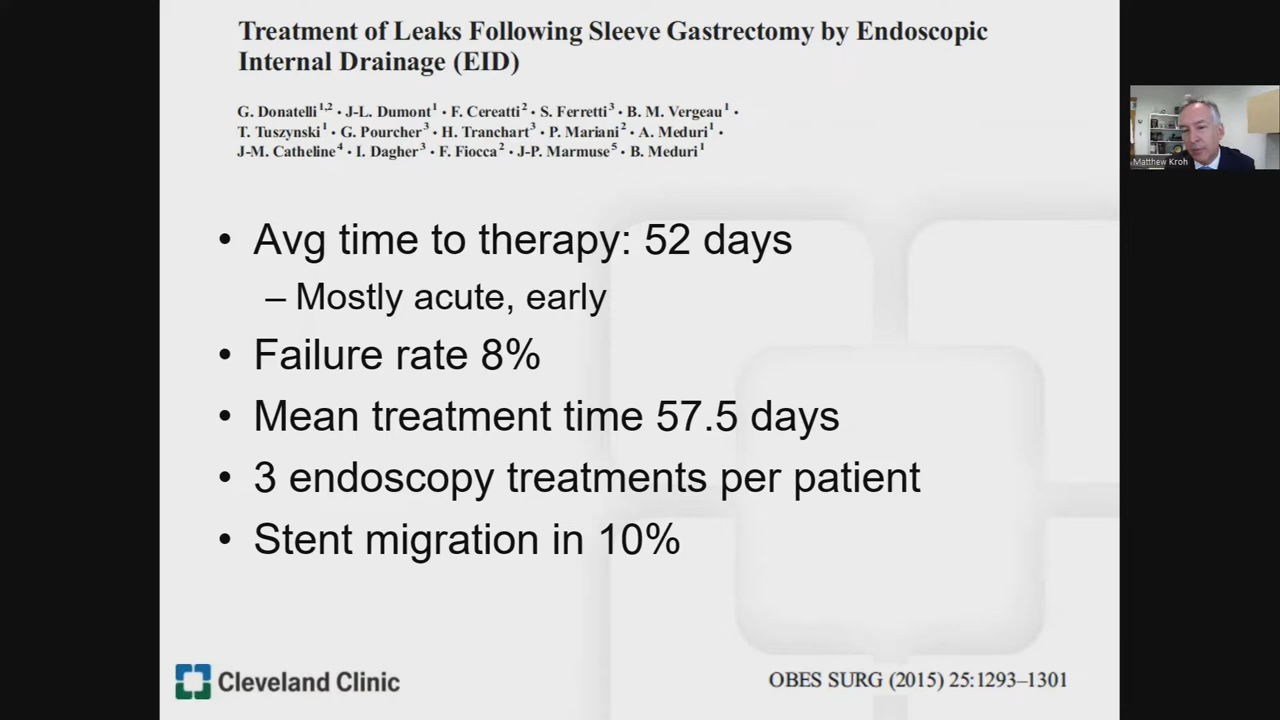 Treatment of Leaks Following Sleeve Gastrectomy by Endoscopic
Internal Drainage (EID)
G. Donatelli1,2 · J-L. Dumont1 · F. Cereatti2 · S. Ferretti3 · B. M. Vergeau1 ·
T. Tuszynski1 · G. Pourcher3 · H. Tranchart3 · P. Mariani2 · A. Meduri1 ·
J-M. Catheline4 · I. Dagher3 · F. Fiocca2 · J-P. Marmuse5 · B. Meduri1
Matthew Kroh
• Avg time to therapy: 52 days
– Mostly acute, early
• Failure rate 8%
• Mean treatment time 57.5 days
• 3 endoscopy treatments per patient
• Stent migration in 10%
Cleveland Clinic
OBES SURG (2015) 25:1293–1301